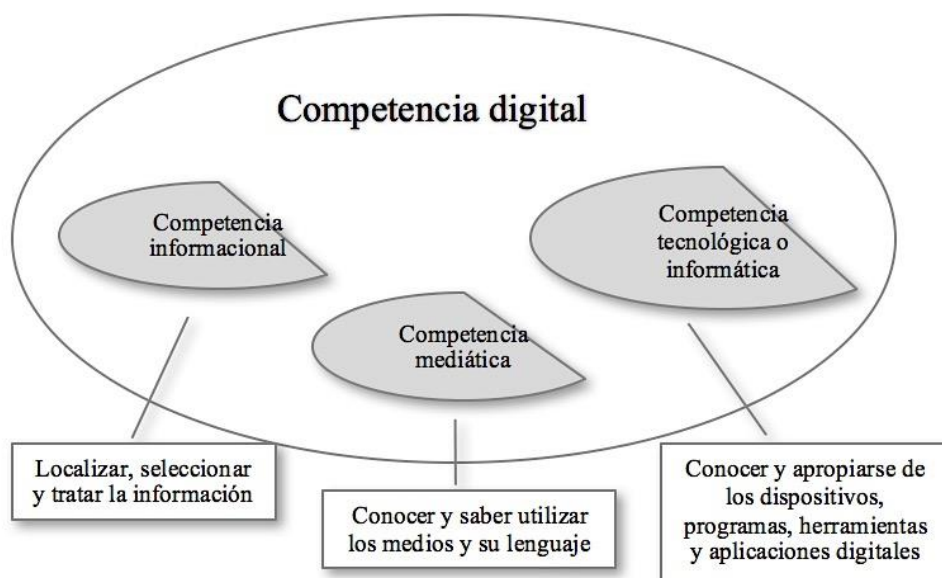 Competencia digital
Competencia
informacional
Competencia
tecnológica o
informática
Competencia
mediática
Localizar, seleccionar
y tratar la información
Conocer y saber utilizar
los medios y su lenguaje
Conocer y apropiarse de
los dispositivos,
programas, herramientas
y aplicaciones digitales